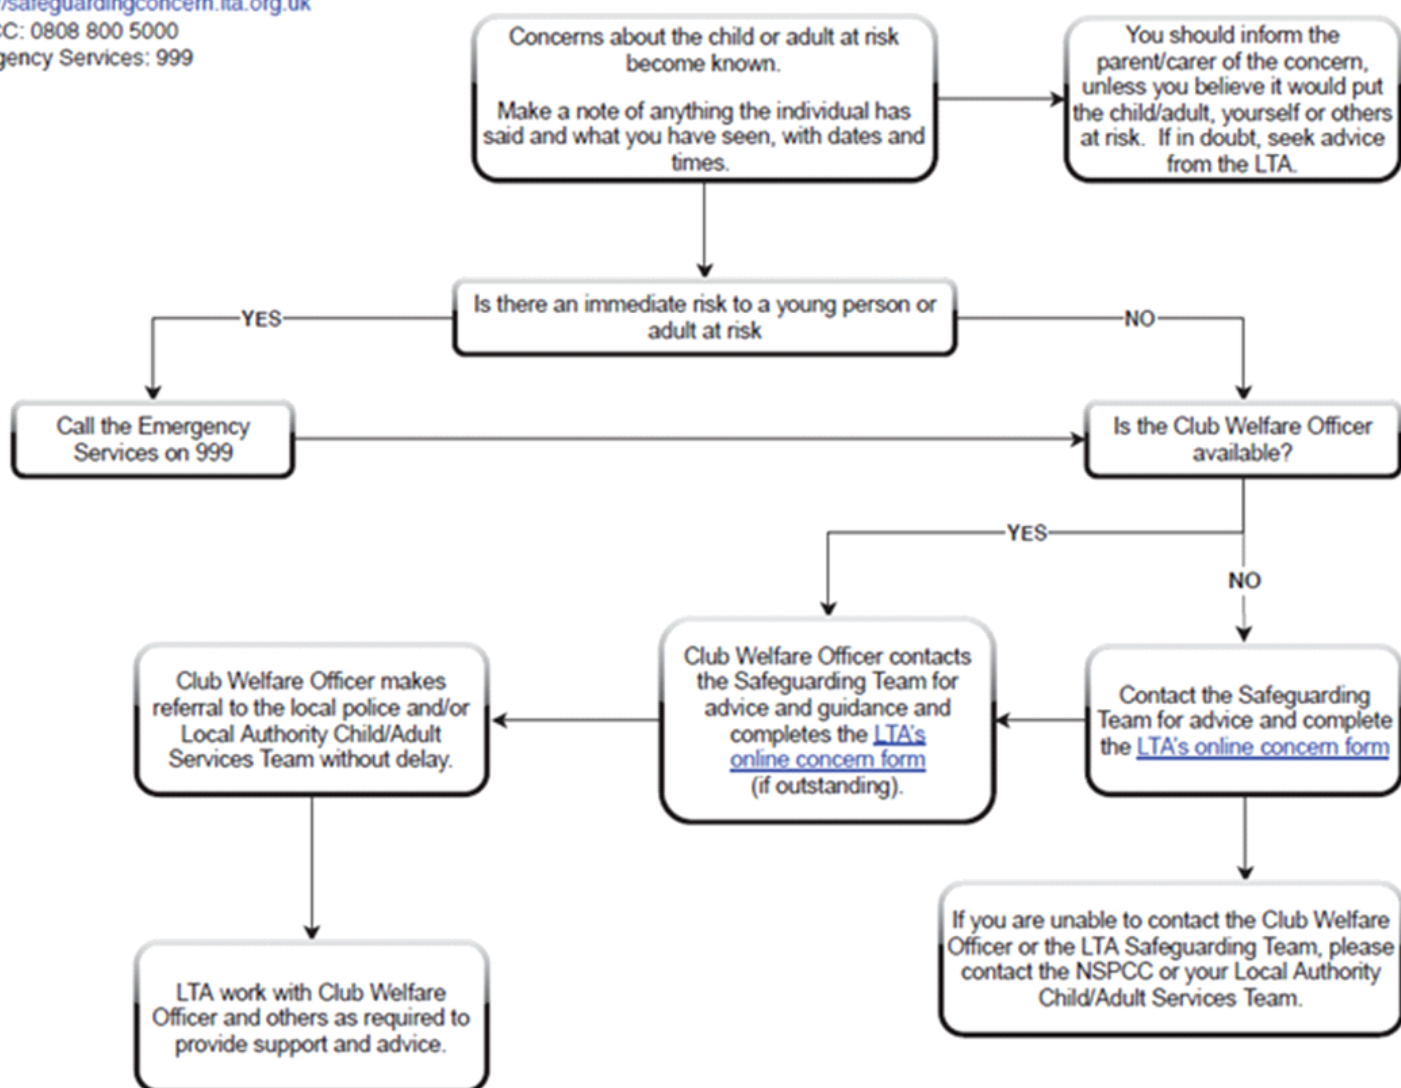 /safeguardingconcern.lta.org.uk
CC: 0808 800 5000
gency Services: 999
Concerns about the child or adult at risk
become known.
Make a note of anything the individual has
said and what you have seen, with dates and
times.
You should inform the
parent/carer of the concern,
unless you believe it would put
the child/adult, yourself or others
at risk. If in doubt, seek advice
from the LTA.
Is there an immediate risk to a young person or
adult at risk
YES
NO
Call the Emergency
Services on 999
Is the Club Welfare Officer
available?
YES
NO
Club Welfare Officer makes
referral to the local police and/or
Local Authority Child/Adult
Services Team without delay.
Club Welfare Officer contacts
the Safeguarding Team for
advice and guidance and
completes the LTA's
online concern form
(if outstanding).
Contact the Safeguarding
Team for advice and complete
the LTA's online concern form
If you are unable to contact the Club Welfare
Officer or the LTA Safeguarding Team, please
contact the NSPCC or your Local Authority
Child/Adult Services Team.
LTA work with Club Welfare
Officer and others as required to
provide support and advice.